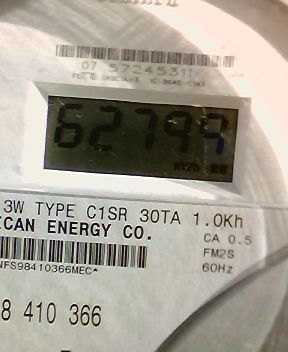 07 57245311
62799
kWh
3W TYPE C1SR 30TA 1.0Kh
ICAN ENERGY CO.
CA 0.5
FM2S
60Hz
NFS98410366MEC*
8 410 366